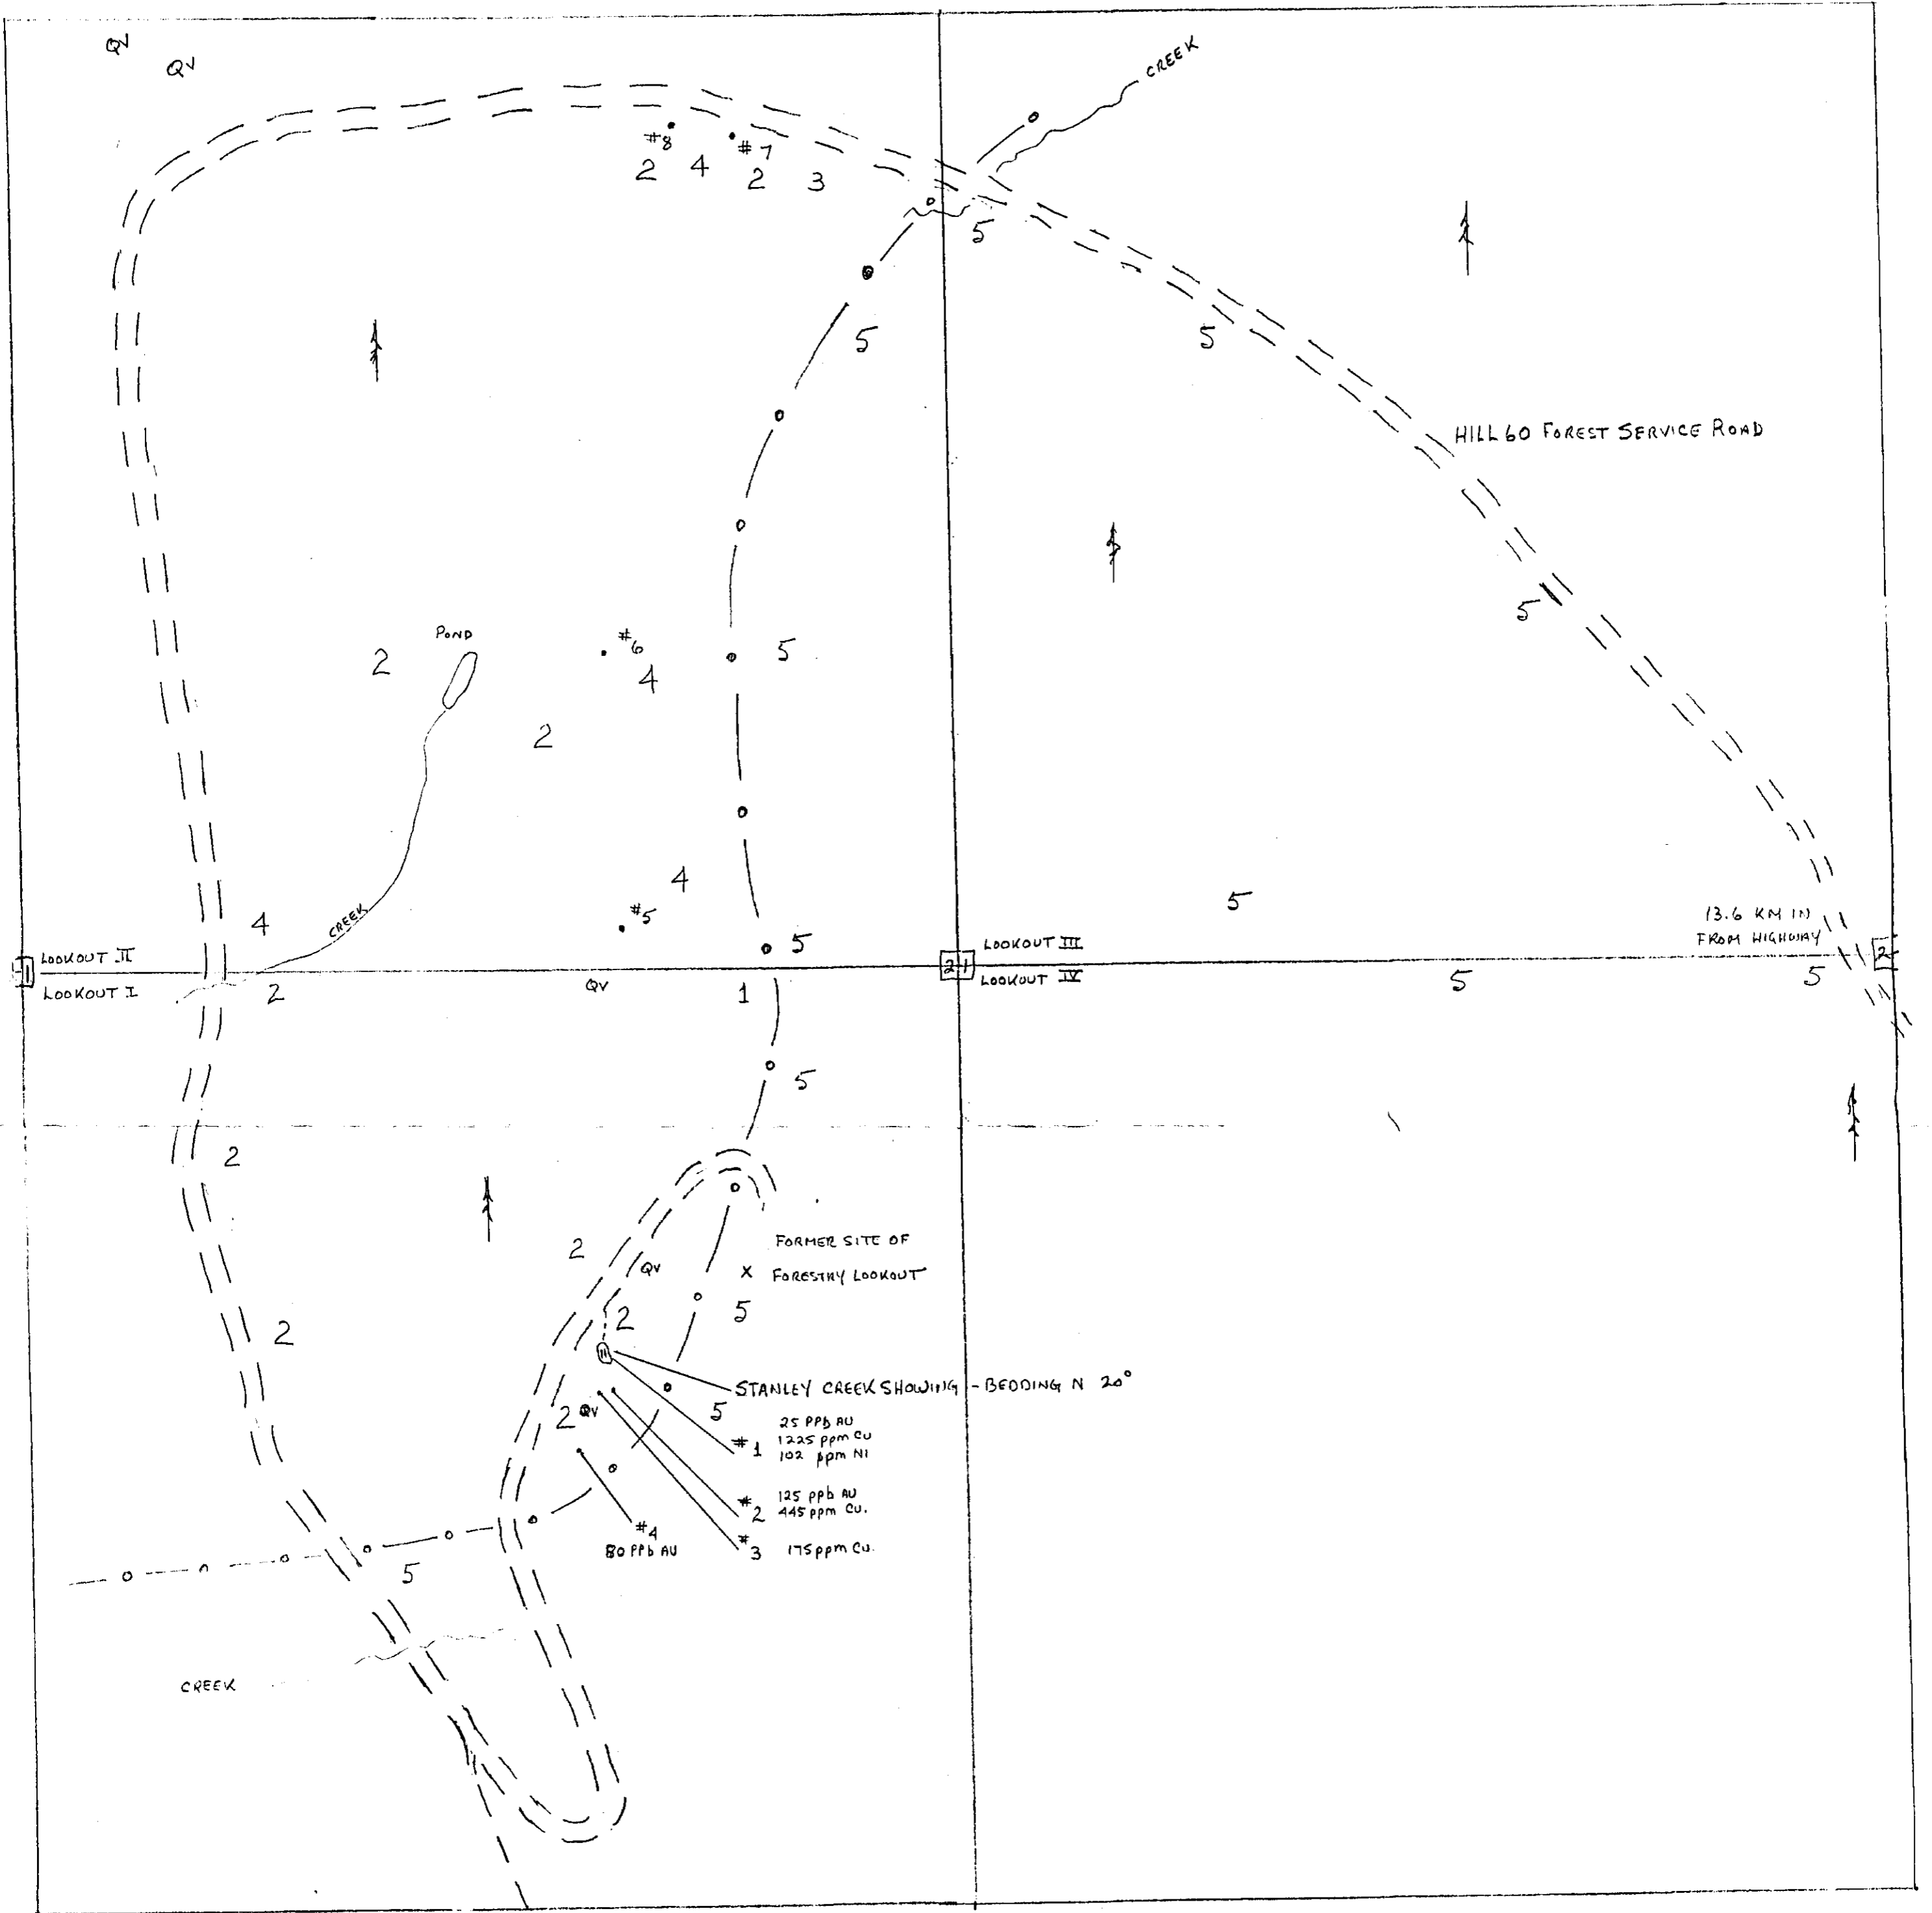 QV
QV
CREEK
#8
#7
2
4
2
3
5
5
5
HILL 60 FOREST SERVICE ROAD
5
POND
#6
2
4
5
2
4
5
#5
4
CREEK
13.6 KM IN
FROM HIGHWAY
5
LOOKOUT II
LOOKOUT III
1
2 1
2
LOOKOUT I
LOOKOUT IV
2
QV
1
5
5
5
2
2
FORMER SITE OF
QV
X FORESTRY LOOKOUT
2
5
2
STANLEY CREEK SHOWING - BEDDING N 20°
2 QV
5
25 PPb AU
#1 1225 ppm CU
102 ppm NI
#2 125 ppb AU
445 ppm CU.
#4
80 PPb AU
#3 175 ppm CU.
5
CREEK